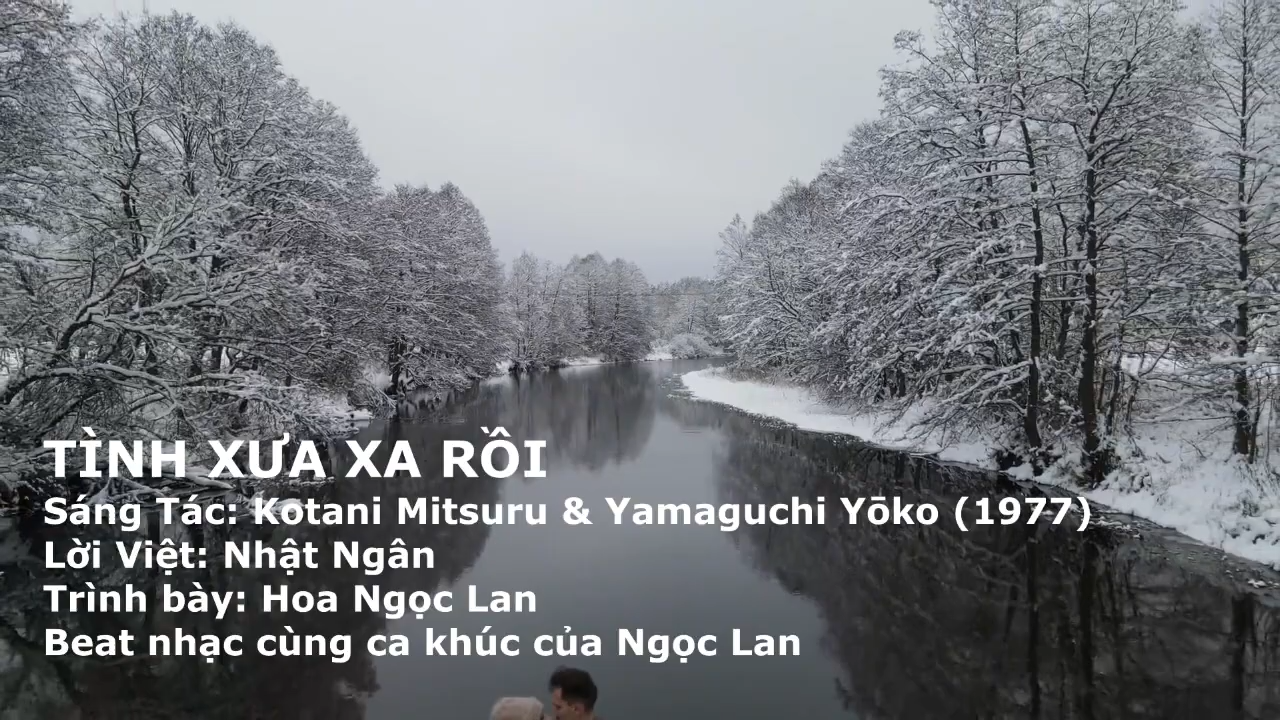 TÌNH XƯA XA RỒI
Sáng Tác: Kotani Mitsuru & Yamaguchi Yōko (1977)
Lời Việt: Nhật Ngân
Trình bày: Hoa Ngọc Lan
Beat nhạc cùng ca khúc của Ngọc Lan